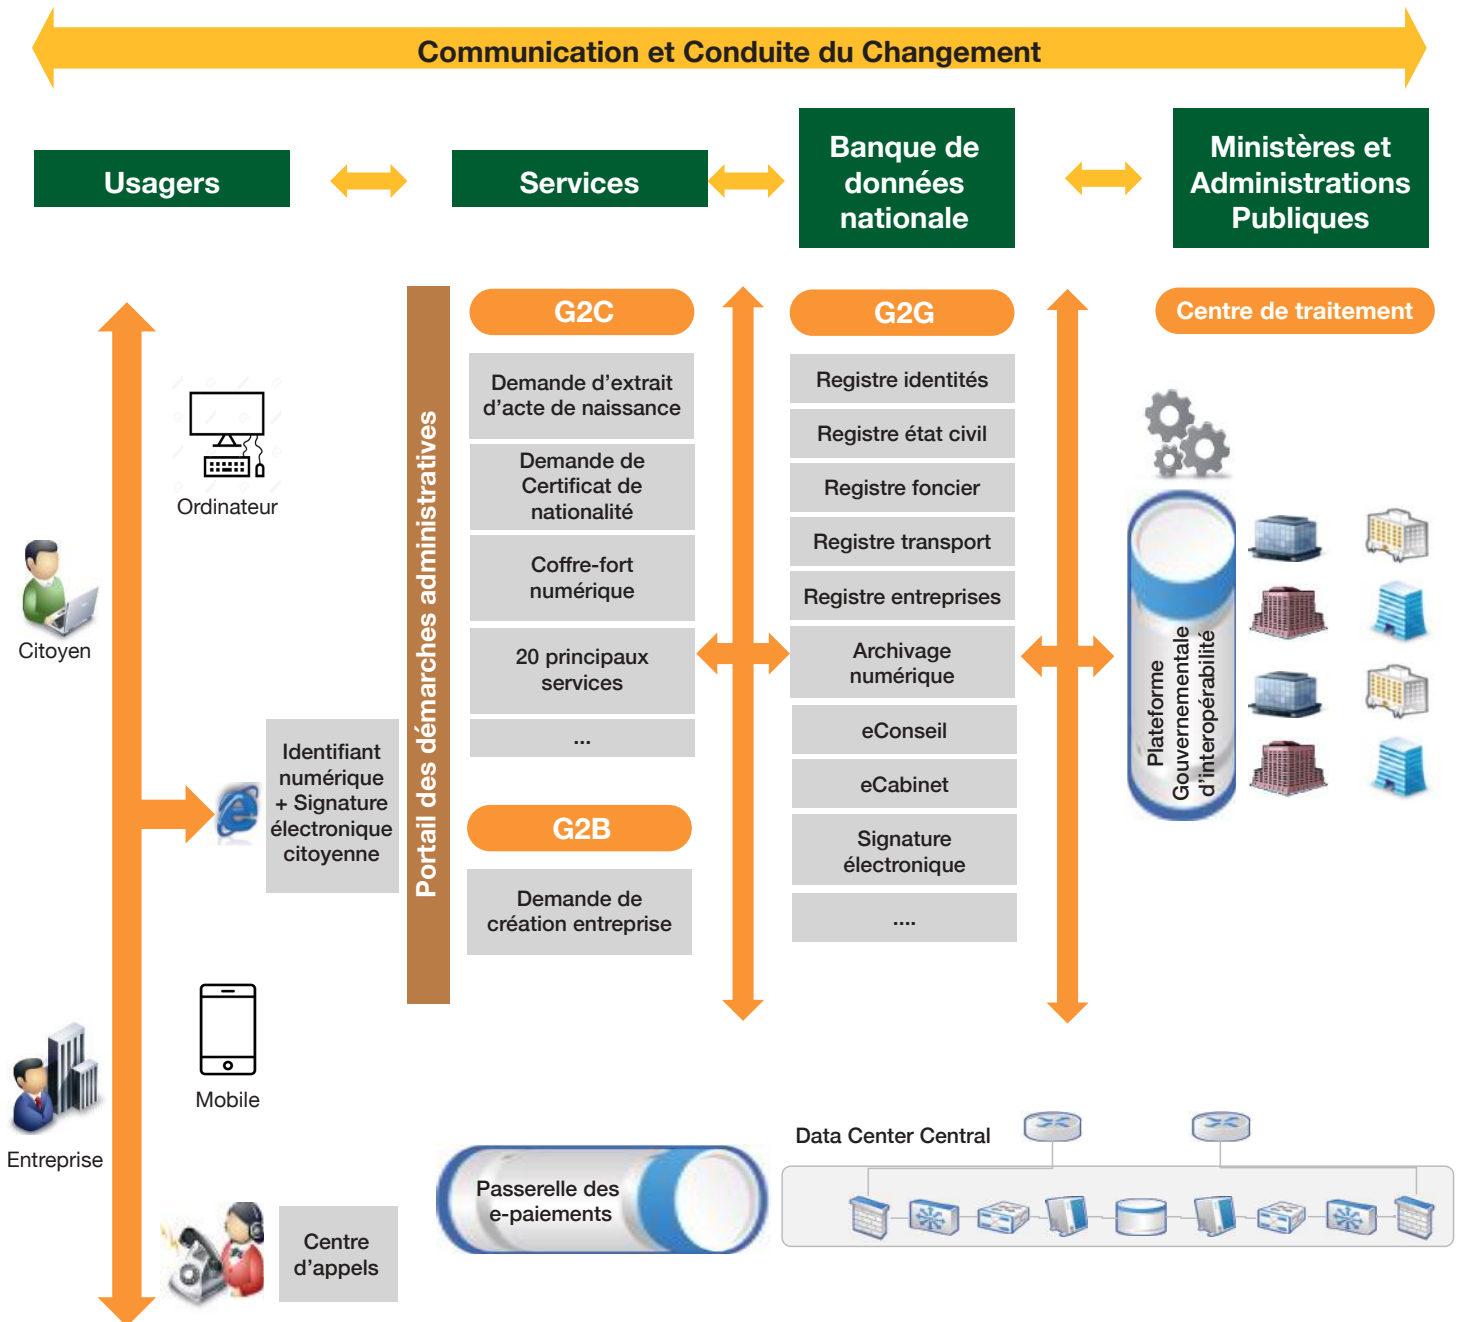 Communication et Conduite du Changement
Usagers
Services
Banque de
données
nationale
Ministères et
Administrations
Publiques
Ordinateur
Citoyen
Identifiant
numérique
+ Signature
électronique
citoyenne
Mobile
Entreprise
Centre
d’appels
Portail des démarches administratives
G2C
Demande d’extrait
d’acte de naissance
Demande de
Certificat de
nationalité
Coffre-fort
numérique
20 principaux
services
...
G2B
Demande de
création entreprise
G2G
Registre identités
Registre état civil
Registre foncier
Registre transport
Registre entreprises
Archivage
numérique
eConseil
eCabinet
Signature
électronique
....
Centre de traitement
Plateforme
Gouvernementale
d’interopérabilité
Passerelle des
e-paiements
Data Center Central